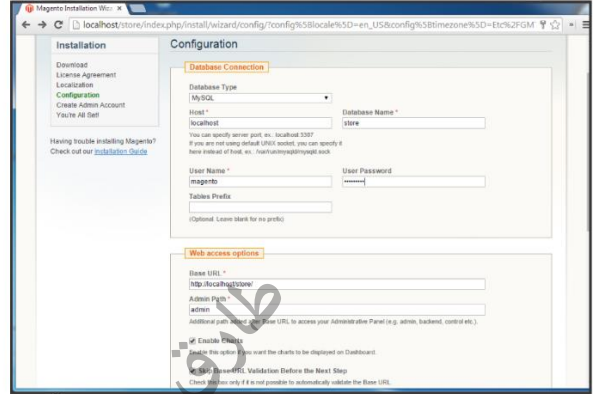 Magento Installation Wiza
localhost/store/index.php/install/wizard/config/?config%5Blocale%5D=en_US&config%5Btimezone%5D=Etc%2FGM
Installation
Download
License Agreement
Localization
Configuration
Create Admin Account
You're All Set!
Having trouble installing Magento?
Check out our Installation Guide
Configuration
Database Connection
Database Type
MySQL
Host *
Database Name *
localhost
store
You can specify server port, ex.: localhost:3307
If you are not using default UNIX socket, you can specify it
here instead of host, ex.: /var/run/mysqld/mysqld.sock
User Name *
User Password
magento
Tables Prefix
(Optional. Leave blank for no prefix)
Web access options
Base URL *
http://localhost/store/
Admin Path *
admin
Additional path added after Base URL to access your Administrative Panel (e.g. admin, backend, control etc.).
Enable Charts
Enable this option if you want the charts to be displayed on Dashboard.
Skip Base URL Validation Before the Next Step
Check this box only if it is not possible to automatically validate the Base URL.
طارق